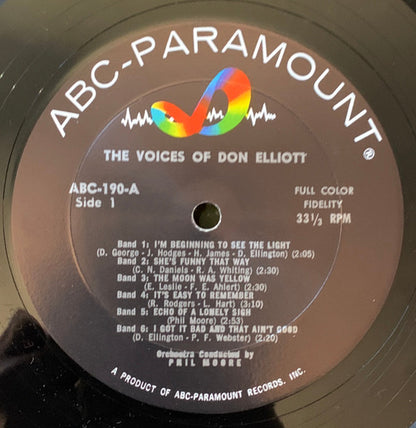 ABC-PARAMOUNT®
THE VOICES OF DON ELLIOTT
ABC-190-A
Side 1
FULL COLOR
FIDELITY
33 1/3 RPM
Band 1: I'M BEGINNING TO SEE THE LIGHT
(D. George - J. Hodges - H. James - D. Ellington) (2:05)
Band 2: SHE'S FUNNY THAT WAY
(C. N. Daniels - R. A. Whiting) (2:30)
Band 3: THE MOON WAS YELLOW
(E. Leslie - F. E. Ahlert) (2:30)
Band 4: IT'S EASY TO REMEMBER
(R. Rodgers - L. Hart) (3:10)
Band 5: ECHO OF A LONELY SIGH
(Phil Moore) (2:53)
Band 6: I GOT IT BAD AND THAT AIN'T GOOD
(D. Ellington - P. F. Webster) (2:20)
Orchestra Conducted by
PHIL MOORE
A PRODUCT OF ABC-PARAMOUNT RECORDS, INC.